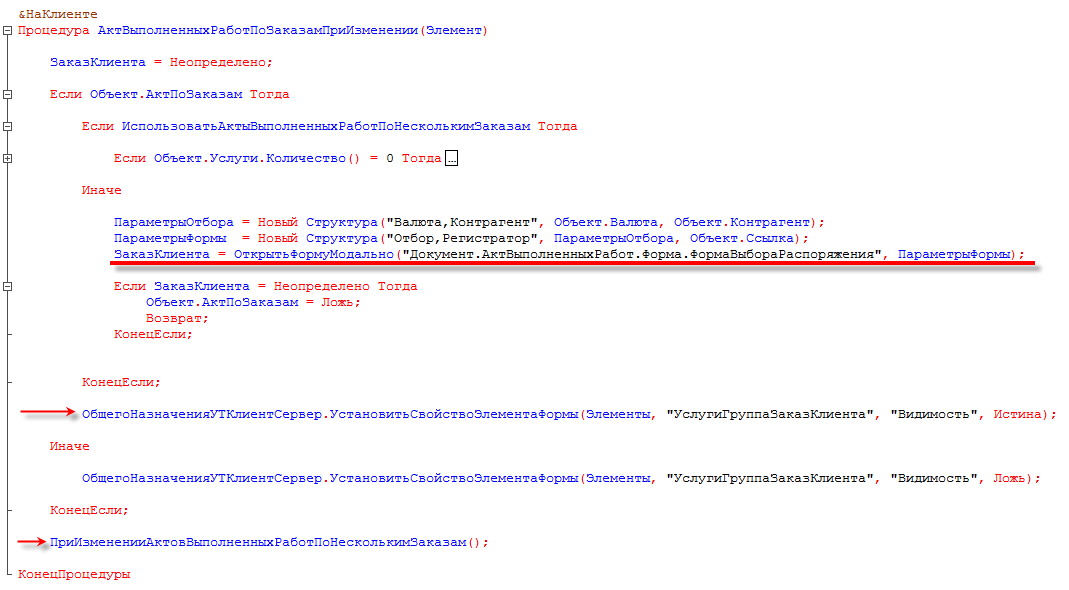 &НаКлиенте
Процедура АктВыполненныхРаботПоЗаказамПриИзменении(Элемент)
ЗаказКлиента = Неопределено;
Если Объект.АктПоЗаказам Тогда
Если ИспользоватьАктыВыполненныхРаботПоНесколькимЗаказам Тогда
Если Объект.Услуги.Количество() = 0 Тогда ...
Иначе
ПараметрыОтбора = Новый Структура("Валюта,Контрагент", Объект.Валюта, Объект.Контрагент);
ПараметрыФормы  = Новый Структура("Отбор,Регистратор", ПараметрыОтбора, Объект.Ссылка);
ЗаказКлиента = ОткрытьФормуМодально("Документ.АктВыполненныхРабот.Форма.ФормаВыбораРаспоряжения", ПараметрыФормы);
Если ЗаказКлиента = Неопределено Тогда
Объект.АктПоЗаказам = Ложь;
Возврат;
КонецЕсли;
КонецЕсли;
ОбщегоНазначенияУТКлиентСервер.УстановитьСвойствоЭлементаФормы(Элементы, "УслугиГруппаЗаказКлиента", "Видимость", Истина);
Иначе
ОбщегоНазначенияУТКлиентСервер.УстановитьСвойствоЭлементаФормы(Элементы, "УслугиГруппаЗаказКлиента", "Видимость", Ложь);
КонецЕсли;
ПриИзмененииАктовВыполненныхРаботПоНесколькимЗаказам();
КонецПроцедуры